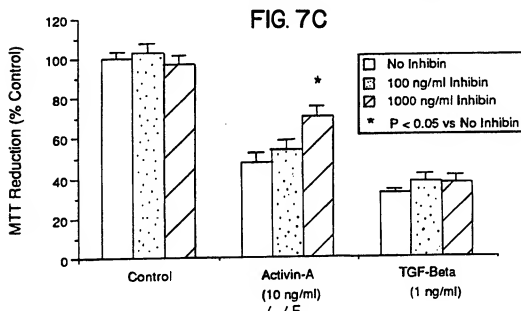 FIG. 7C
MTT Reduction (% Control)
120
100
80
60
40
20
0
No Inhibin
100 ng/ml Inhibin
1000 ng/ml Inhibin
* P < 0.05 vs No Inhibin
*
Control
Activin-A
(10 ng/ml)
TGF-Beta
(1 ng/ml)